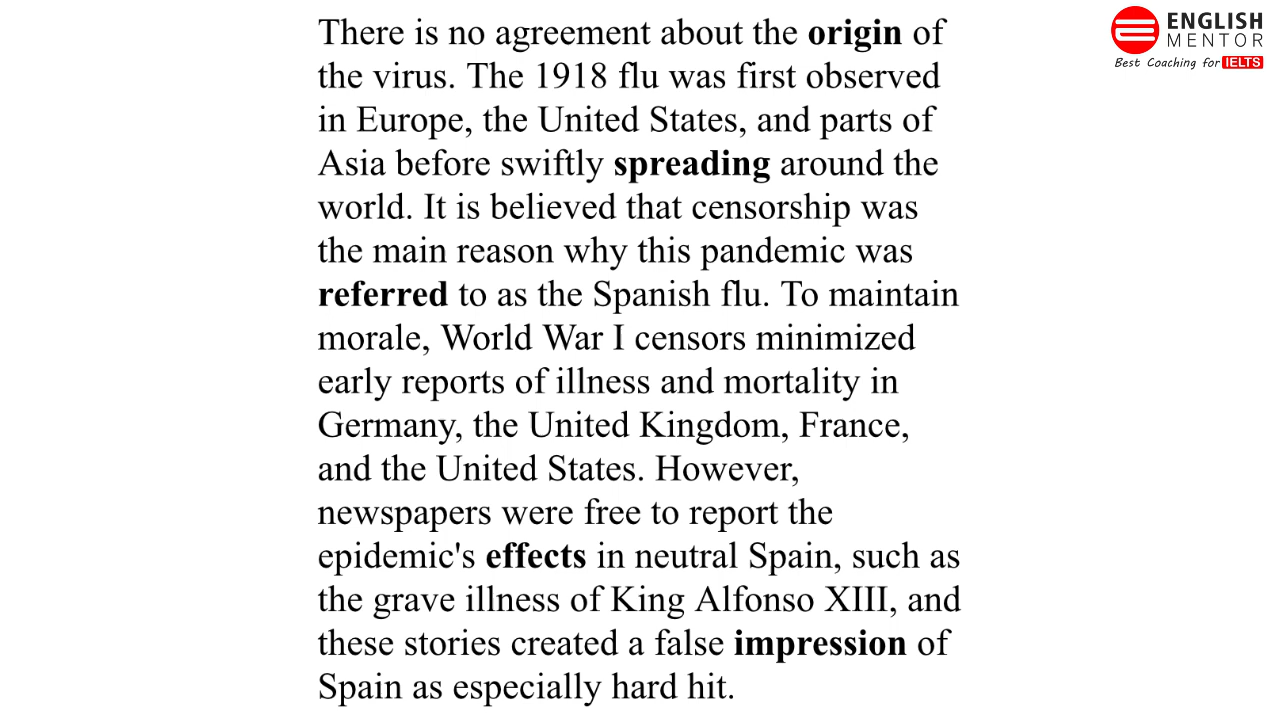 There is no agreement about the origin of
the virus. The 1918 flu was first observed
in Europe, the United States, and parts of
Asia before swiftly spreading around the
world. It is believed that censorship was
the main reason why this pandemic was
referred to as the Spanish flu. To maintain
morale, World War I censors minimized
early reports of illness and mortality in
Germany, the United Kingdom, France,
and the United States. However,
newspapers were free to report the
epidemic's effects in neutral Spain, such as
the grave illness of King Alfonso XIII, and
these stories created a false impression of
Spain as especially hard hit.
ENGLISH
MENTOR
Best Coaching for IELTS